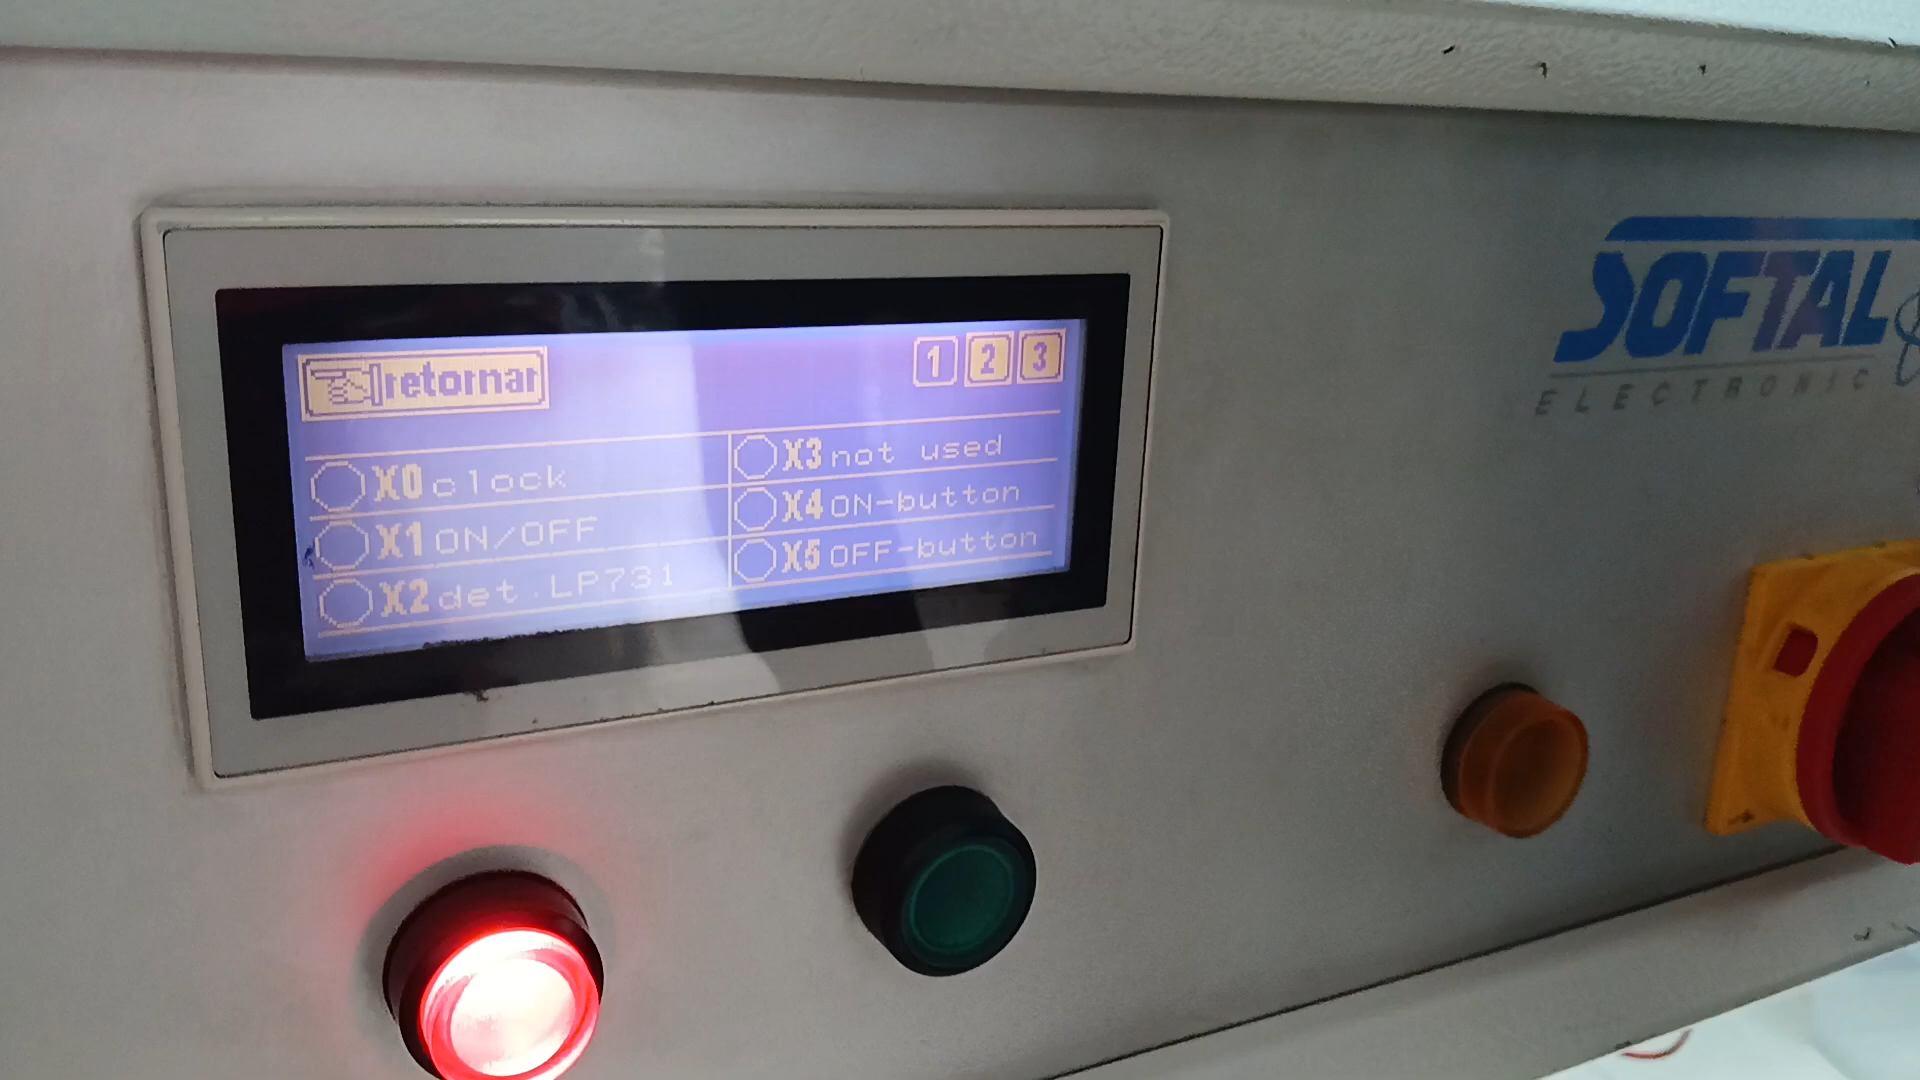 retornar
1 2 3
X0 clock
X1 ON/OFF
X2 det.LP731
X3 not used
X4 ON-button
X5 OFF-button
SOFTAL
ELECTRONIC